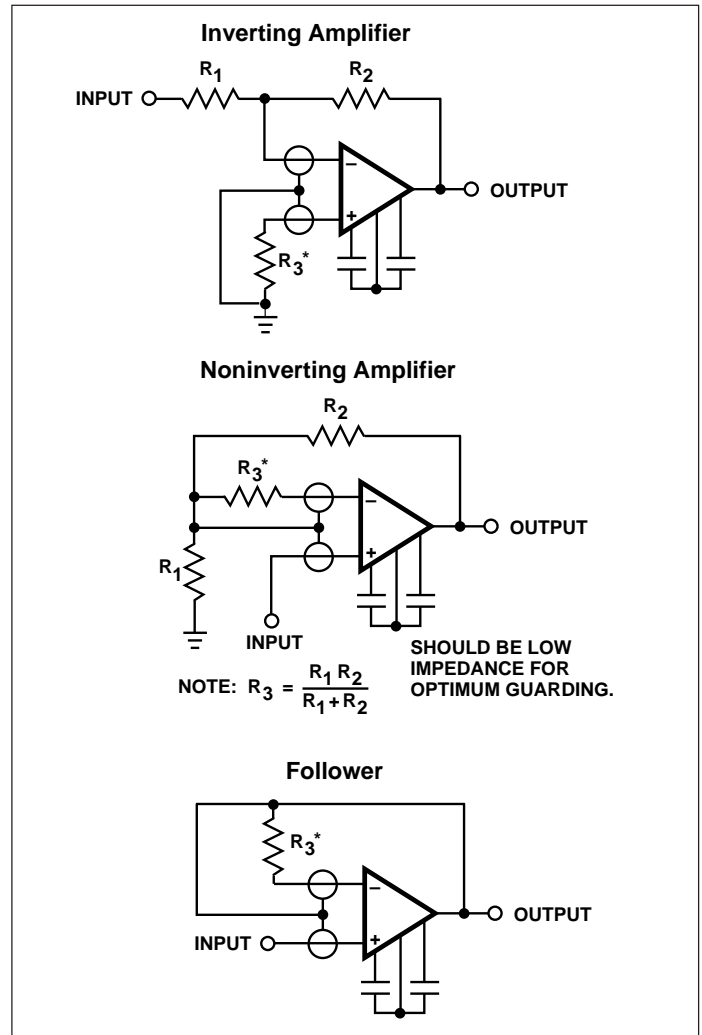 Inverting Amplifier
R1
R2
INPUT
−
OUTPUT
+
R3*
Noninverting Amplifier
R2
R3*
−
OUTPUT
+
R1
INPUT
SHOULD BE LOW
IMPEDANCE FOR
OPTIMUM GUARDING.
NOTE: R3 = R1 R2 / R1 + R2
Follower
R3*
−
OUTPUT
INPUT
+